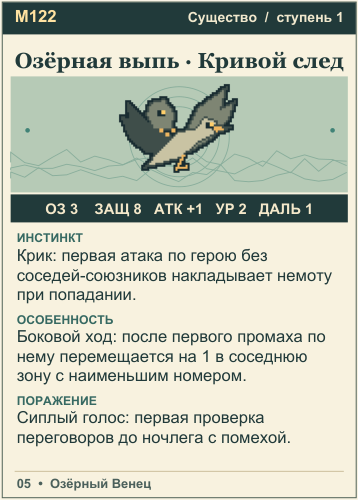 M122
Существо / ступень 1
Озёрная выпь · Кривой след
ОЗ 3 ЗАЩ 8 АТК +1 УР 2 ДАЛЬ 1
ИНСТИНКТ
Крик: первая атака по герою без
соседей-союзников накладывает немоту
при попадании.
ОСОБЕННОСТЬ
Боковой ход: после первого промаха по
нему перемещается на 1 в соседнюю
зону с наименьшим номером.
ПОРАЖЕНИЕ
Сиплый голос: первая проверка
переговоров до ночлега с помехой.
05 • Озёрный Венец